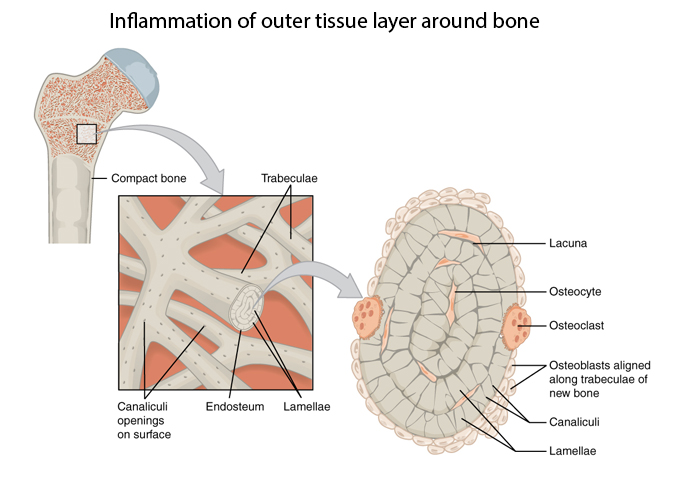 Inflammation of outer tissue layer around bone
Compact bone
Trabeculae
Lacuna
Osteocyte
Osteoclast
Osteoblasts aligned
along trabeculae of
new bone
Canaliculi
openings
on surface
Endosteum
Lamellae
Canaliculi
Lamellae